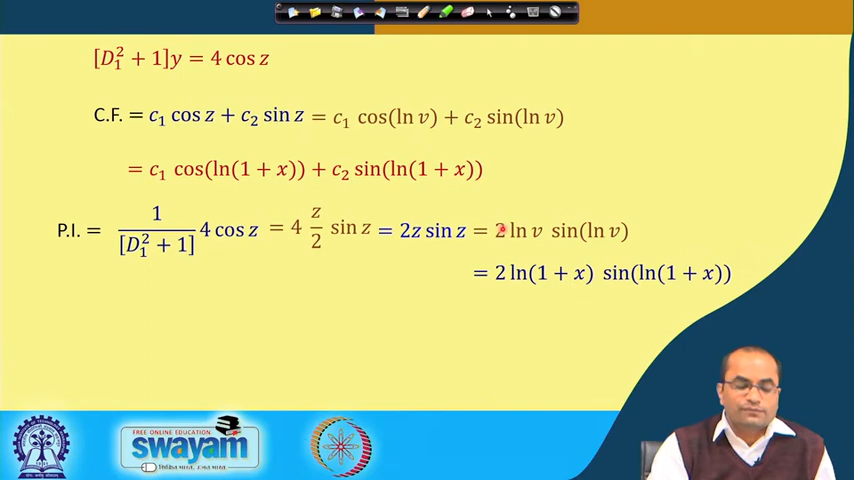 [D₁² + 1]y = 4 cos z
C.F. = c₁ cos z + c₂ sin z = c₁ cos(ln v) + c₂ sin(ln v)
= c₁ cos(ln(1 + x)) + c₂ sin(ln(1 + x))
P.I. = 1/[D₁² + 1] 4 cos z = 4 z/2 sin z = 2z sin z = 2 ln v sin(ln v)
= 2 ln(1 + x) sin(ln(1 + x))
FREE ONLINE EDUCATION
swayam